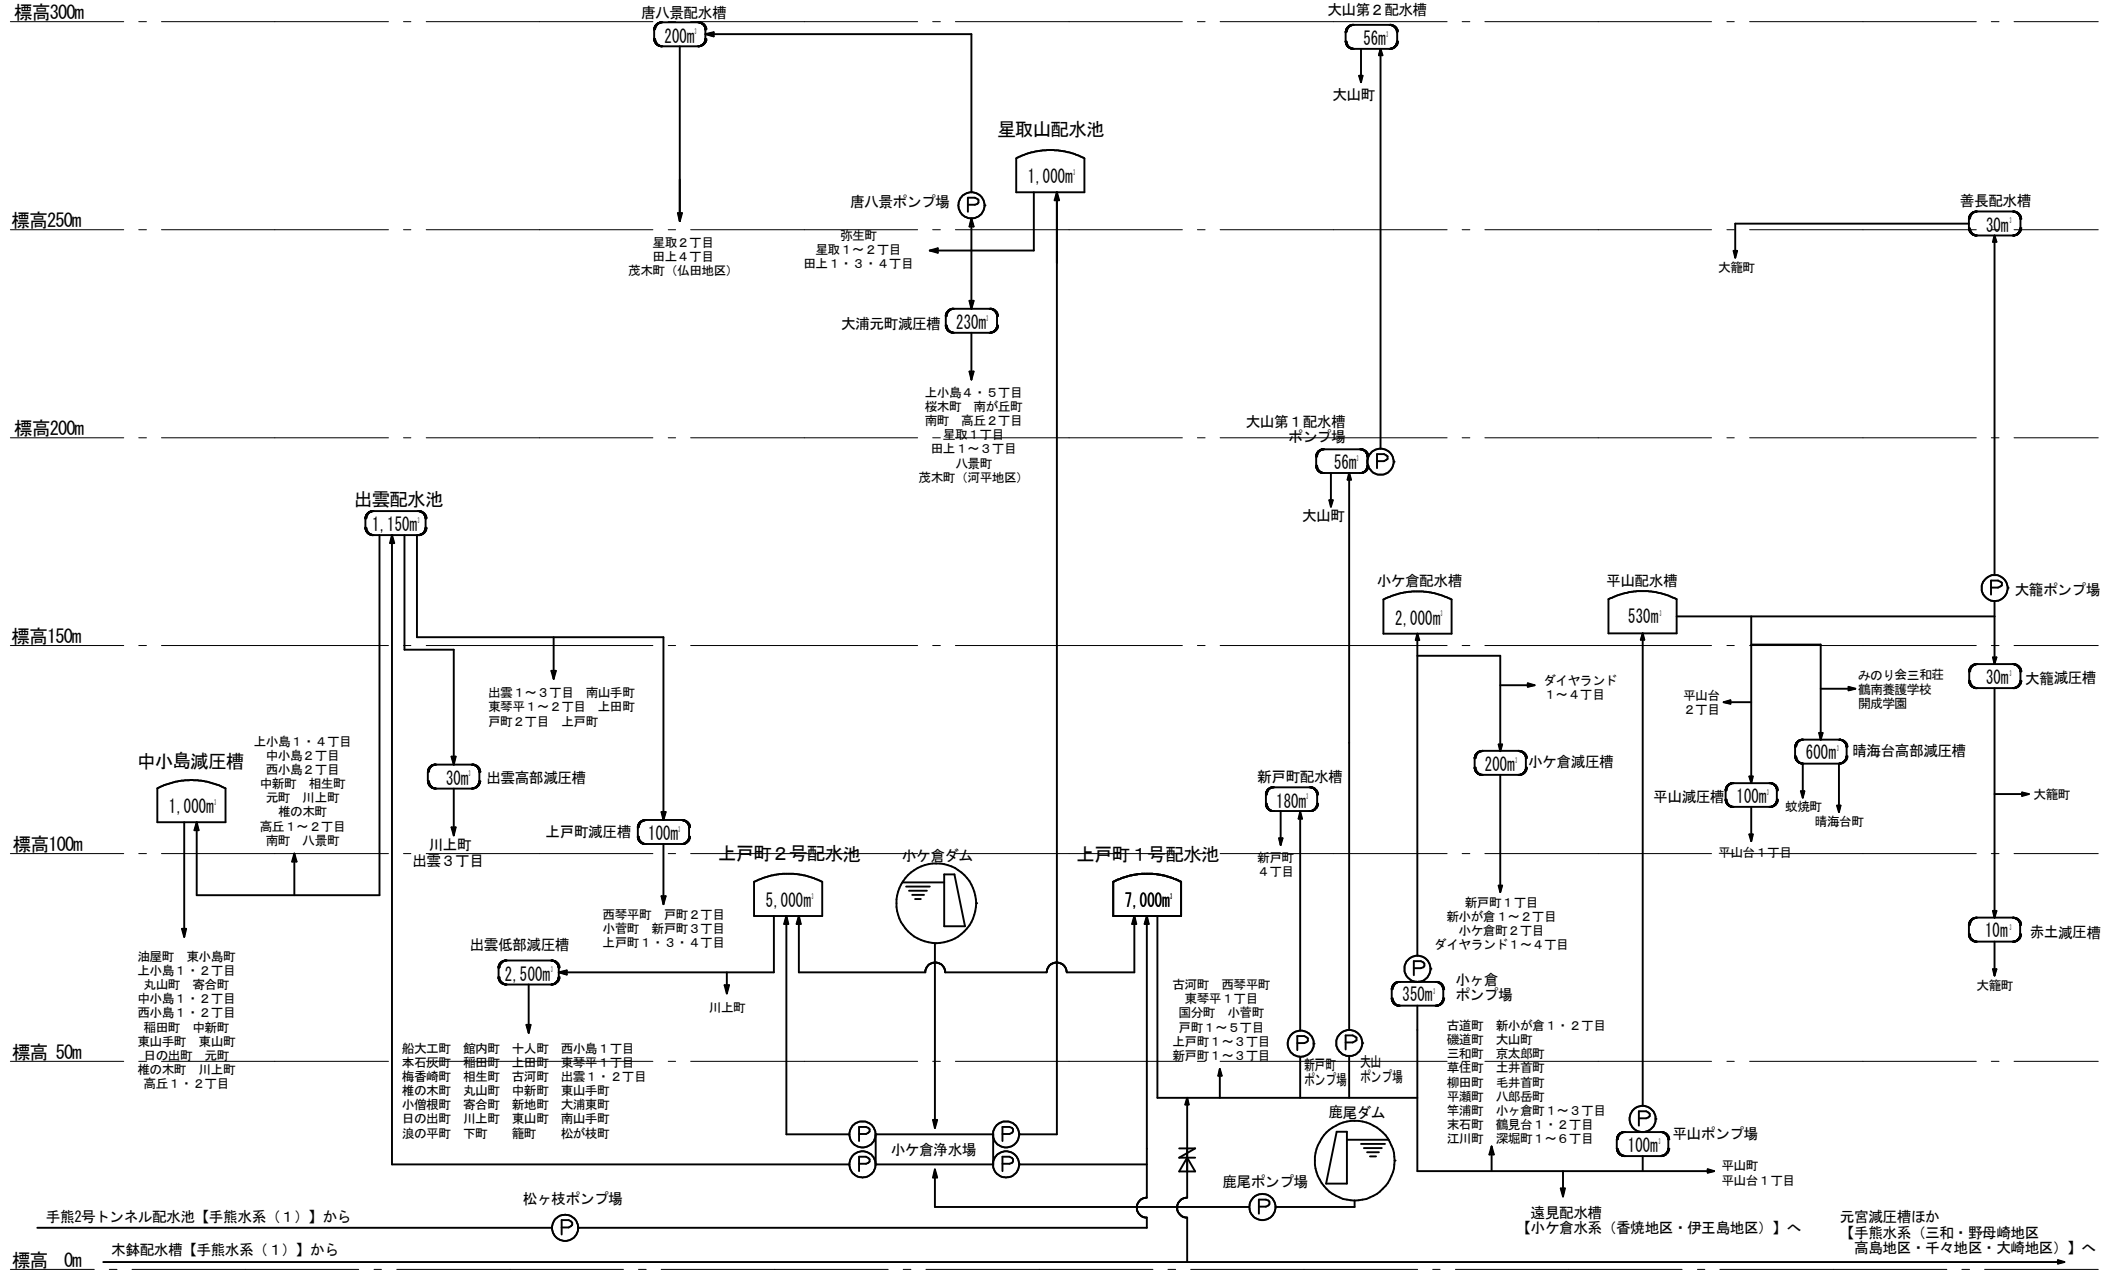 標高300m
唐八景配水槽
200m³
大山第２配水槽
56m³
大山町
星取山配水池
1,000m³
唐八景ポンプ場
P
標高250m
善長配水槽
30m³
大籠町
星取２丁目
田上４丁目
茂木町（仏田地区）
弥生町
星取１～２丁目
田上１・３・４丁目
大浦元町減圧槽
230m³
上小島４・５丁目
桜木町　南が丘町
南町　高丘２丁目
星取１丁目
田上１～３丁目
八景町
茂木町（河平地区）
標高200m
大山第１配水槽
ポンプ場
56m³
P
大山町
出雲配水池
1,150m³
小ケ倉配水槽
2,000m³
平山配水槽
530m³
P
大籠ポンプ場
標高150m
出雲１～３丁目　南山手町
東琴平１～２丁目　上田町
戸町２丁目　上戸町
ダイヤランド
１～４丁目
平山台
２丁目
みのり会三和荘
鶴南養護学校
開成学園
30m³
大籠減圧槽
中小島減圧槽
1,000m³
上小島１・４丁目
中小島２丁目
西小島２丁目
中新町　相生町
元町　川上町
椎の木町
高丘１～２丁目
南町　八景町
30m³
出雲高部減圧槽
川上町
出雲３丁目
上戸町減圧槽
100m³
新戸町配水槽
180m³
新戸町
４丁目
200m³
小ケ倉減圧槽
平山減圧槽
100m³
平山台１丁目
600m³
晴海台高部減圧槽
蚊焼町
晴海台町
大籠町
標高100m
上戸町２号配水池
5,000m³
小ケ倉ダム
上戸町１号配水池
7,000m³
西琴平町　戸町２丁目
小菅町　新戸町３丁目
上戸町１・３・４丁目
新戸町１丁目
新小が倉１～２丁目
小ケ倉町２丁目
ダイヤランド１～４丁目
10m³
赤土減圧槽
大籠町
油屋町　東小島町
上小島１・２丁目
丸山町　寄合町
中小島１・２丁目
西小島１・２丁目
稲田町　中新町
東山手町　東山町
日の出町　元町
椎の木町　川上町
高丘１・２丁目
出雲低部減圧槽
2,500m³
川上町
古河町　西琴平町
東琴平１丁目
国分町　小菅町
戸町１～５丁目
上戸町１～３丁目
新戸町１～３丁目
P
350m³
小ヶ倉
ポンプ場
標高 50m
船大工町　館内町　十人町　西小島１丁目
本石灰町　稲田町　上田町　東琴平１丁目
梅香崎町　相生町　古河町　出雲１・２丁目
椎の木町　丸山町　中新町　東山手町
小曽根町　寄合町　新地町　大浦東町
日の出町　川上町　東山町　南山手町
浪の平町　下町　籠町　松が枝町
P
新戸町
ポンプ場
P
大山
ポンプ場
古道町　新小が倉１・２丁目
磯道町　大山町
三和町　京太郎町
草住町　土井首町
柳田町　毛井首町
平瀬町　八郎岳町
竿浦町　小ヶ倉町１～３丁目
末石町　鶴見台１・２丁目
江川町　深堀町１～６丁目
P
P
P
P
小ケ倉浄水場
鹿尾ダム
P
100m³
平山ポンプ場
平山町
平山台１丁目
鹿尾ポンプ場
P
松ヶ枝ポンプ場
P
手熊2号トンネル配水池【手熊水系（１）】から
遠見配水槽
【小ケ倉水系（香焼地区・伊王島地区）】へ
元宮減圧槽ほか
【手熊水系（三和・野母崎地区
高島地区・千々地区・大崎地区）】へ
木鉢配水槽【手熊水系（１）】から
標高　0m